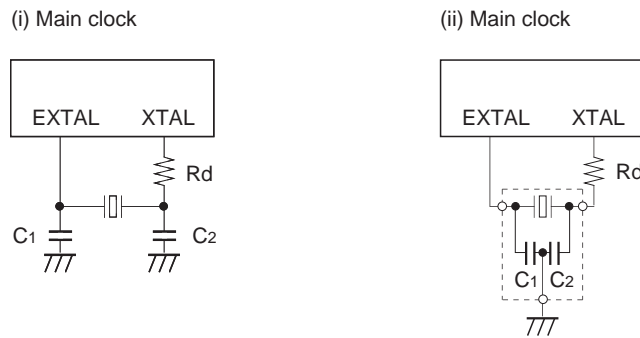 (i) Main clock
(ii) Main clock
EXTAL XTAL
EXTAL XTAL
Rd
Rd
C1 C2
C1 C2